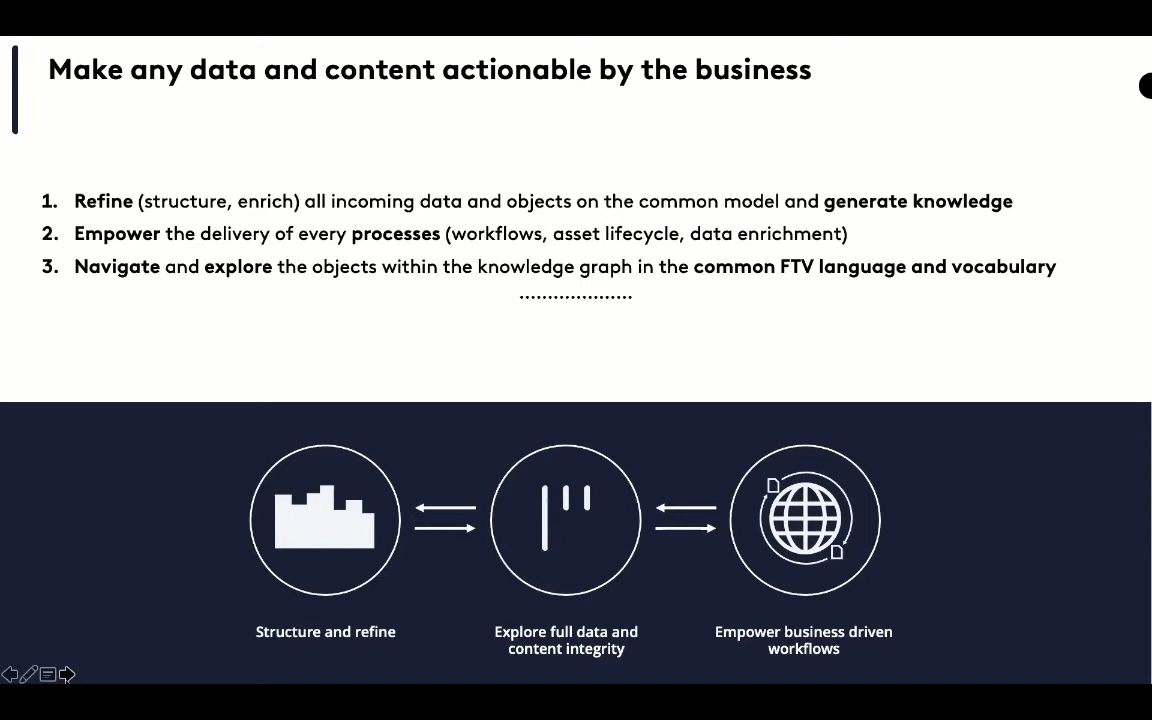 Make any data and content actionable by the business
1. Refine (structure, enrich) all incoming data and objects on the common model and generate knowledge
2. Empower the delivery of every processes (workflows, asset lifecycle, data enrichment)
3. Navigate and explore the objects within the knowledge graph in the common FTV language and vocabulary
....................
Structure and refine
Explore full data and
content integrity
Empower business driven
workflows